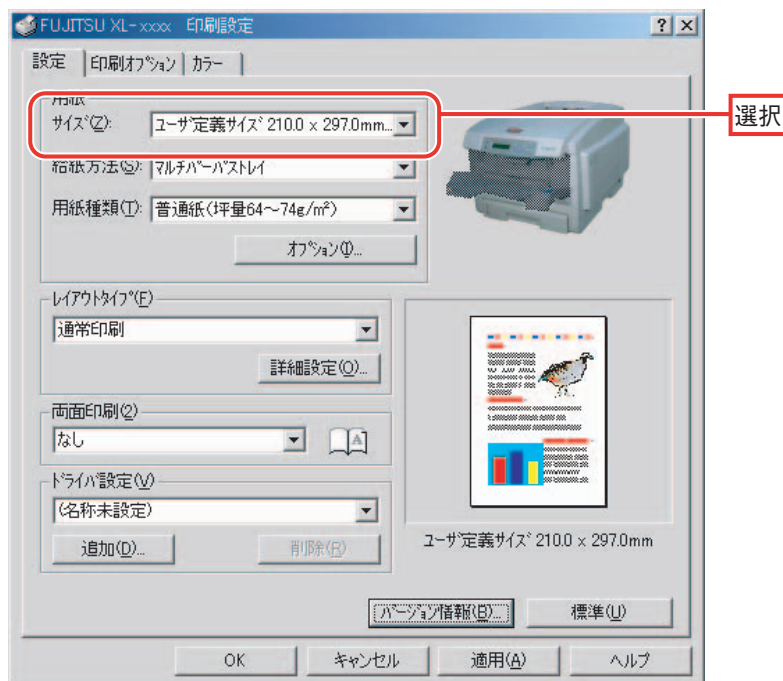 FUJITSU XL-xxxx 印刷設定
設定 印刷ｵﾌﾟｼｮﾝ ｶﾗｰ
用紙
ｻｲｽﾞ(Z): ﾕｰｻﾞ定義ｻｲｽﾞ 210.0 x 297.0mm...
選択
給紙方法(S): ﾏﾙﾁﾊﾟｰﾊﾟｽﾄﾚｲ
用紙種類(T): 普通紙(坪量64～74g/m²)
ｵﾌﾟｼｮﾝ(I)...
ﾚｲｱｳﾄﾀｲﾌﾟ(F)
通常印刷
詳細設定(O)...
両面印刷(2)
なし
A
ﾄﾞﾗｲﾊﾞ設定(V)
(名称未設定)
追加(D)... 削除(R)
ﾕｰｻﾞ定義ｻｲｽﾞ 210.0 x 297.0mm
ﾊﾞｰｼﾞｮﾝ情報(B)... 標準(U)
OK キャンセル 適用(A) ヘルプ